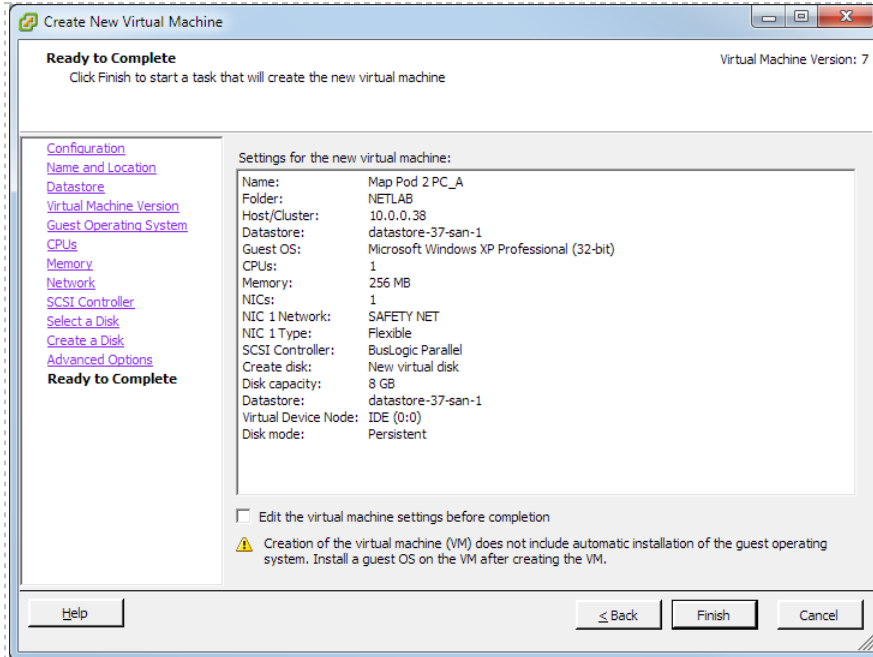 Create New Virtual Machine
Ready to Complete
Virtual Machine Version: 7
Click Finish to start a task that will create the new virtual machine
Configuration
Name and Location
Datastore
Virtual Machine Version
Guest Operating System
CPUs
Memory
Network
SCSI Controller
Select a Disk
Create a Disk
Advanced Options
Ready to Complete
Settings for the new virtual machine:
Name: Map Pod 2 PC_A
Folder: NETLAB
Host/Cluster: 10.0.0.38
Datastore: datastore-37-san-1
Guest OS: Microsoft Windows XP Professional (32-bit)
CPUs: 1
Memory: 256 MB
NICs: 1
NIC 1 Network: SAFETY NET
NIC 1 Type: Flexible
SCSI Controller: BusLogic Parallel
Create disk: New virtual disk
Disk capacity: 8 GB
Datastore: datastore-37-san-1
Virtual Device Node: IDE (0:0)
Disk mode: Persistent
Edit the virtual machine settings before completion
Creation of the virtual machine (VM) does not include automatic installation of the guest operating
system. Install a guest OS on the VM after creating the VM.
Help
< Back
Finish
Cancel